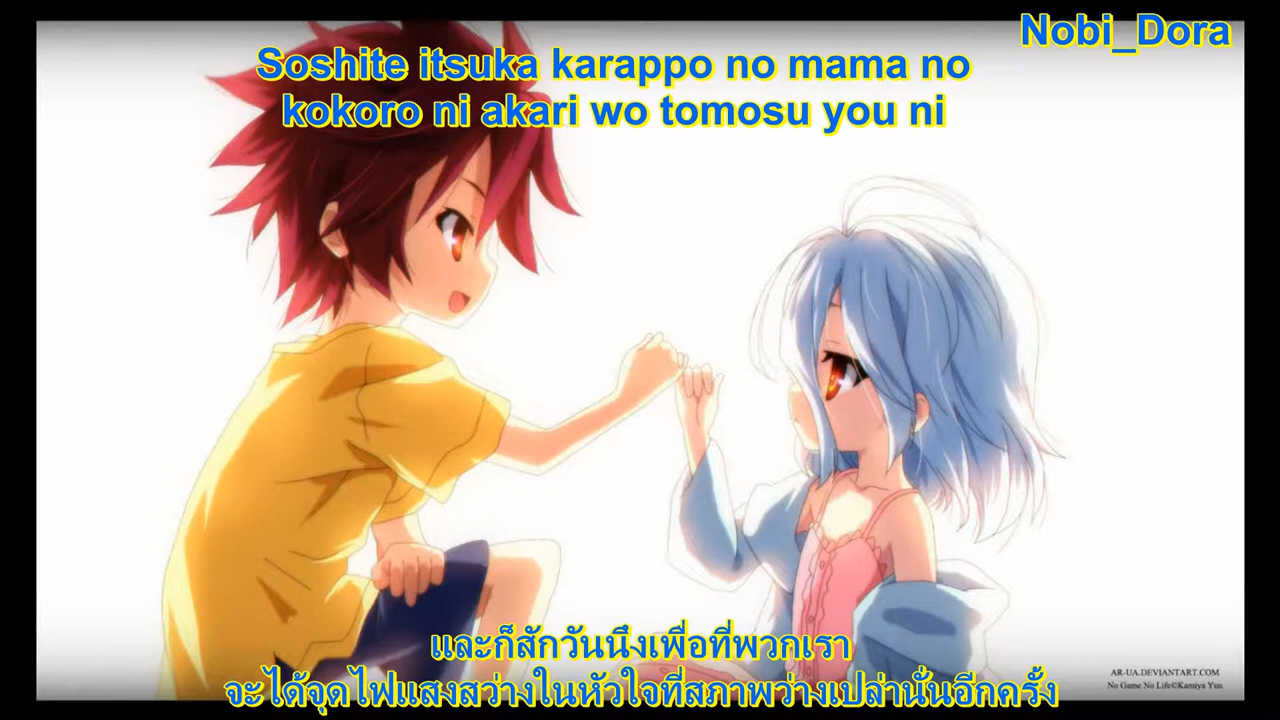 Nobi_Dora
Soshite itsuka karappo no mama no
kokoro ni akari wo tomosu you ni
และก็สักวันนึงเพื่อที่พวกเรา
จะได้จุดไฟแสงสว่างในหัวใจที่สภาพว่างเปล่านั่นอีกครั้ง
AR-UA.DEVIANTART.COM
No Game No Life©Kamiya Yuu